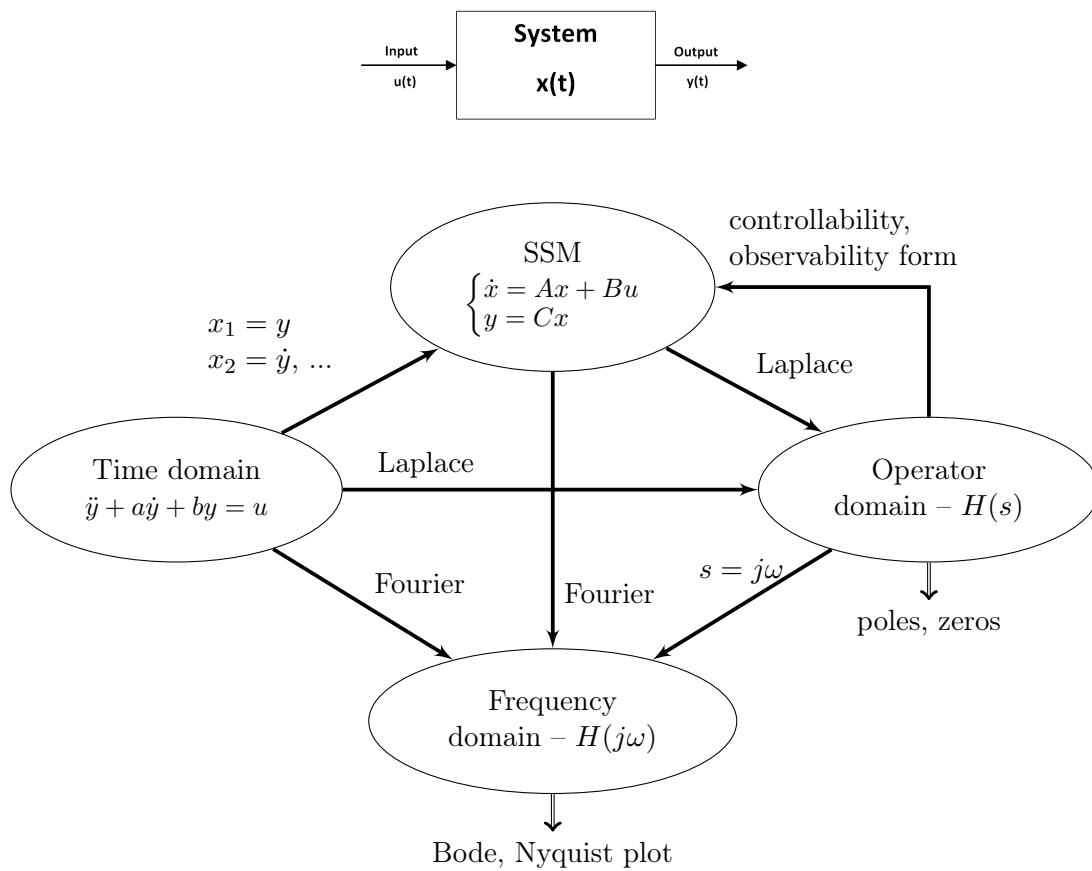 System
Input
Output
x(t)
u(t)
y(t)
controllability,
observability form
SSM
{ẋ = Ax + Bu
y = Cx
x₁ = y
x₂ = ẏ, ...
Laplace
Time domain
ÿ + aẏ + by = u
Laplace
Operator
domain – H(s)
Fourier
Fourier
s = jω
poles, zeros
Frequency
domain – H(jω)
Bode, Nyquist plot